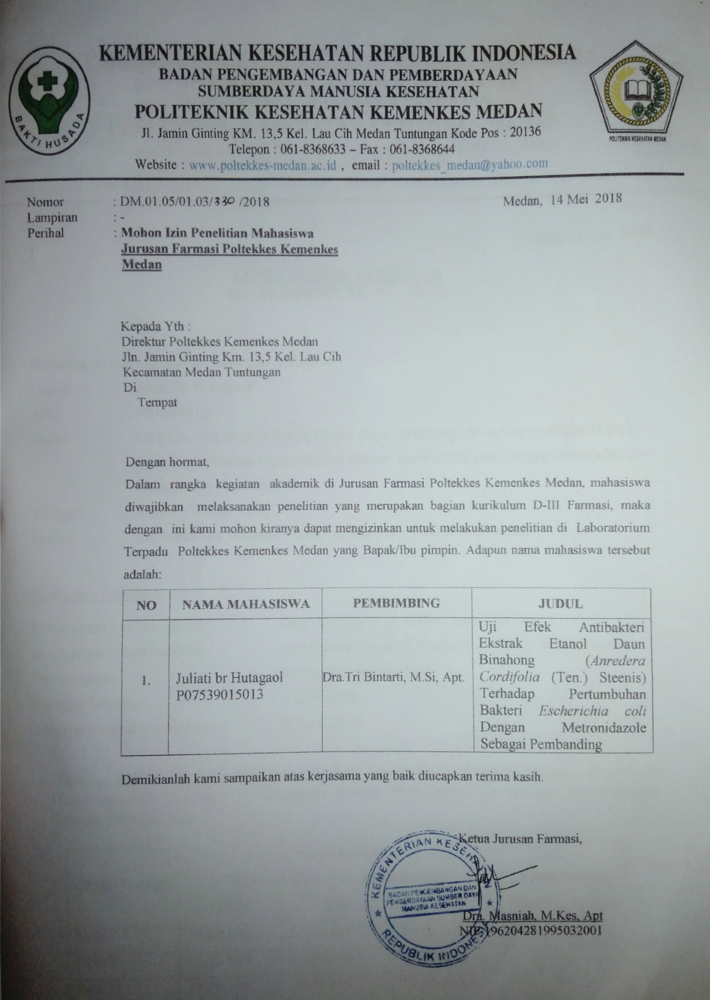 KEMENTERIAN KESEHATAN REPUBLIK INDONESIA
BADAN PENGEMBANGAN DAN PEMBERDAYAAN
SUMBERDAYA MANUSIA KESEHATAN
POLITEKNIK KESEHATAN KEMENKES MEDAN
Jl. Jamin Ginting KM. 13,5 Kel. Lau Cih Medan Tuntungan Kode Pos : 20136
Telepon : 061-8368633 – Fax : 061-8368644
Website : www.poltekkes-medan.ac.id , email : poltekkes_medan@yahoo.com
BAKTI HUSADA
POLITEKNIK KESEHATAN MEDAN
Nomor : DM.01.05/01.03/330 /2018 Medan, 14 Mei 2018
Lampiran : -
Perihal : Mohon Izin Penelitian Mahasiswa
Jurusan Farmasi Poltekkes Kemenkes
Medan
Kepada Yth :
Direktur Poltekkes Kemenkes Medan
Jln. Jamin Ginting Km. 13,5 Kel. Lau Cih
Kecamatan Medan Tuntungan
Di
Tempat
Dengan hormat,
Dalam rangka kegiatan akademik di Jurusan Farmasi Poltekkes Kemenkes Medan, mahasiswa
diwajibkan melaksanakan penelitian yang merupakan bagian kurikulum D-III Farmasi, maka
dengan ini kami mohon kiranya dapat mengizinkan untuk melakukan penelitian di Laboratorium
Terpadu Poltekkes Kemenkes Medan yang Bapak/Ibu pimpin. Adapun nama mahasiswa tersebut
adalah:
NO NAMA MAHASISWA PEMBIMBING JUDUL
1.
Juliati br Hutagaol
P07539015013
Dra.Tri Bintarti, M.Si, Apt.
Uji Efek Antibakteri
Ekstrak Etanol Daun
Binahong (Anredera
Cordifolia (Ten.) Steenis)
Terhadap Pertumbuhan
Bakteri Escherichia coli
Dengan Metronidazole
Sebagai Pembanding
Demikianlah kami sampaikan atas kerjasama yang baik diucapkan terima kasih.
Ketua Jurusan Farmasi,
KEMENTERIAN KESEHATAN
BADAN PENGEMBANGAN DAN
PEMBERDAYAAN SUMBER DAYA
MANUSIA KESEHATAN
REPUBLIK INDONESIA
Dra. Masniah, M.Kes, Apt
NIP.196204281995032001